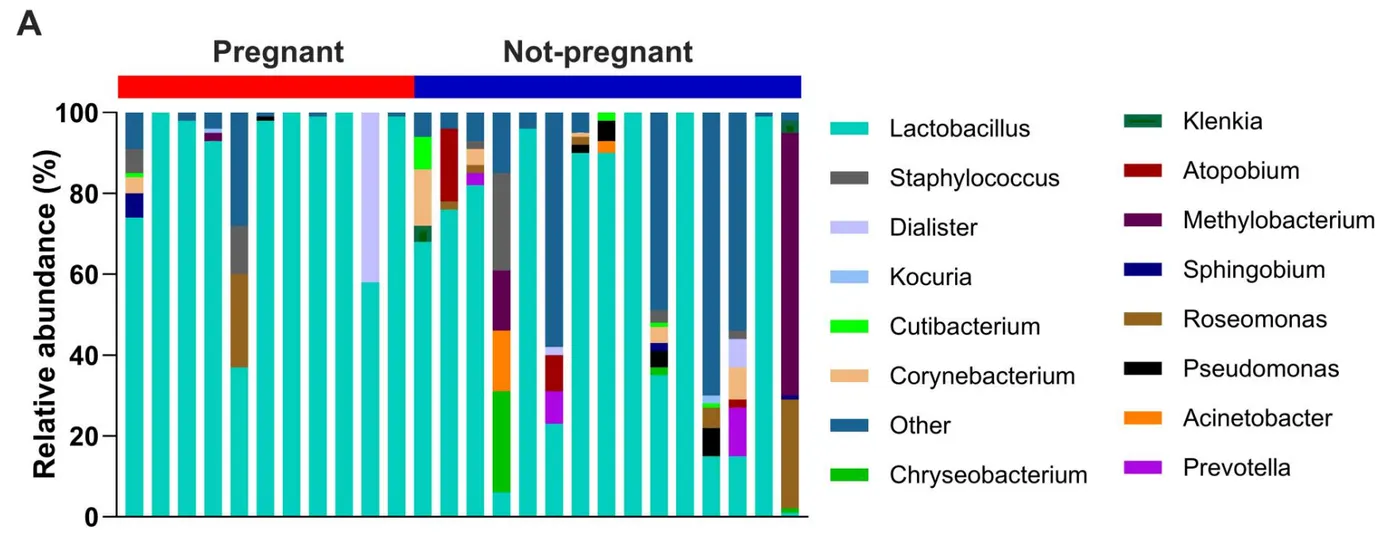 A
Pregnant
Not-pregnant
Relative abundance (%)
100
80
60
40
20
0
Lactobacillus
Staphylococcus
Dialister
Kocuria
Cutibacterium
Corynebacterium
Other
Chryseobacterium
Klenkia
Atopobium
Methylobacterium
Sphingobium
Roseomonas
Pseudomonas
Acinetobacter
Prevotella